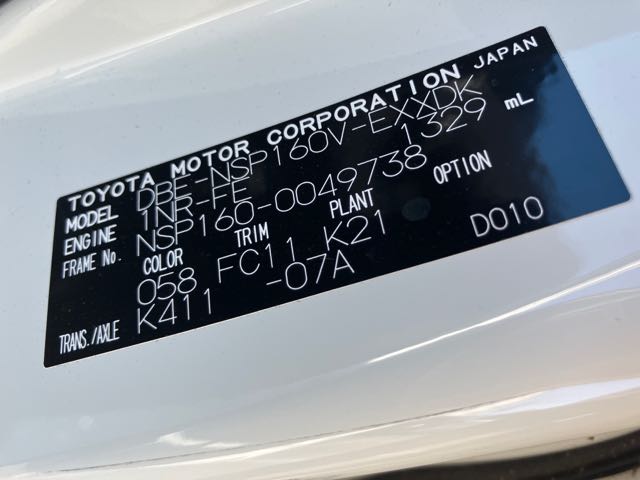 TOYOTA MOTOR CORPORATION JAPAN
MODEL DBE-NSP160V-EXXDK
ENGINE 1NR-FE 1329 mL
FRAME No. NSP160-0049738
COLOR TRIM PLANT OPTION
058 FC11 K21 D010
TRANS./AXLE K411 -07A